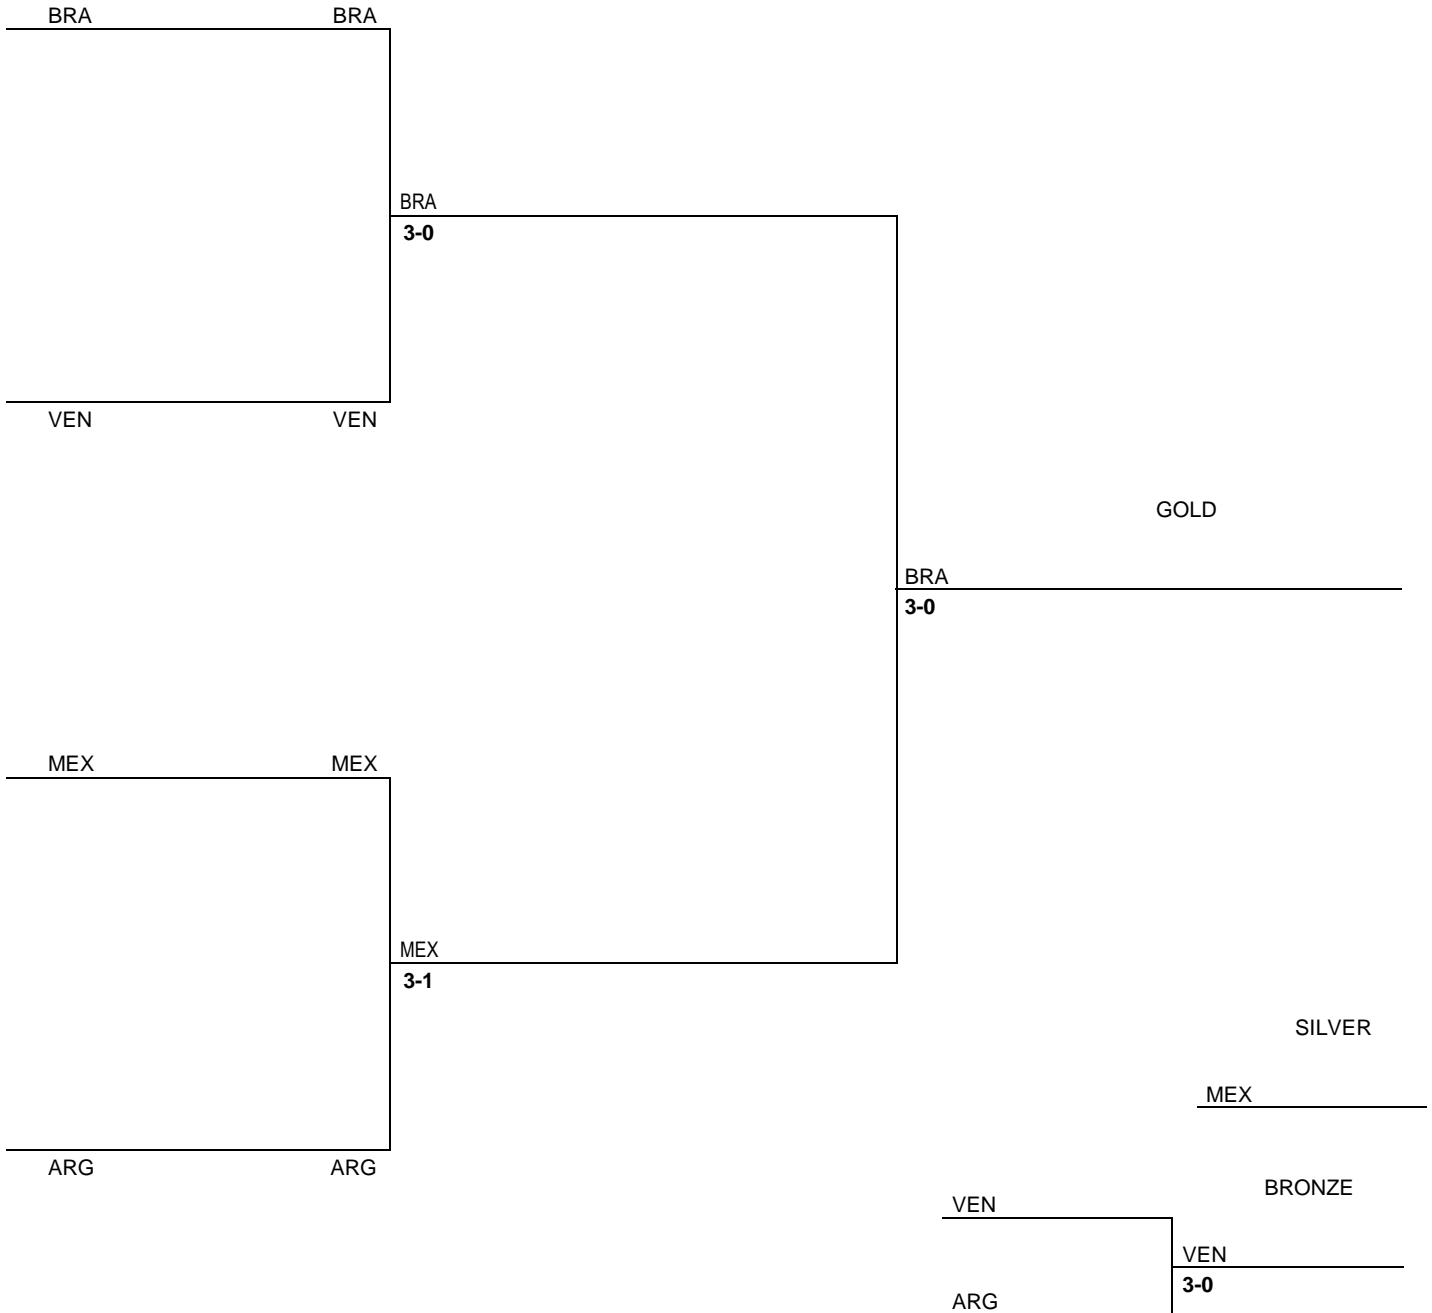 BRA BRA
BRA
3-0
VEN VEN
GOLD
BRA
3-0
MEX MEX
MEX
3-1
SILVER
MEX
ARG ARG
BRONZE
VEN
VEN
3-0
ARG